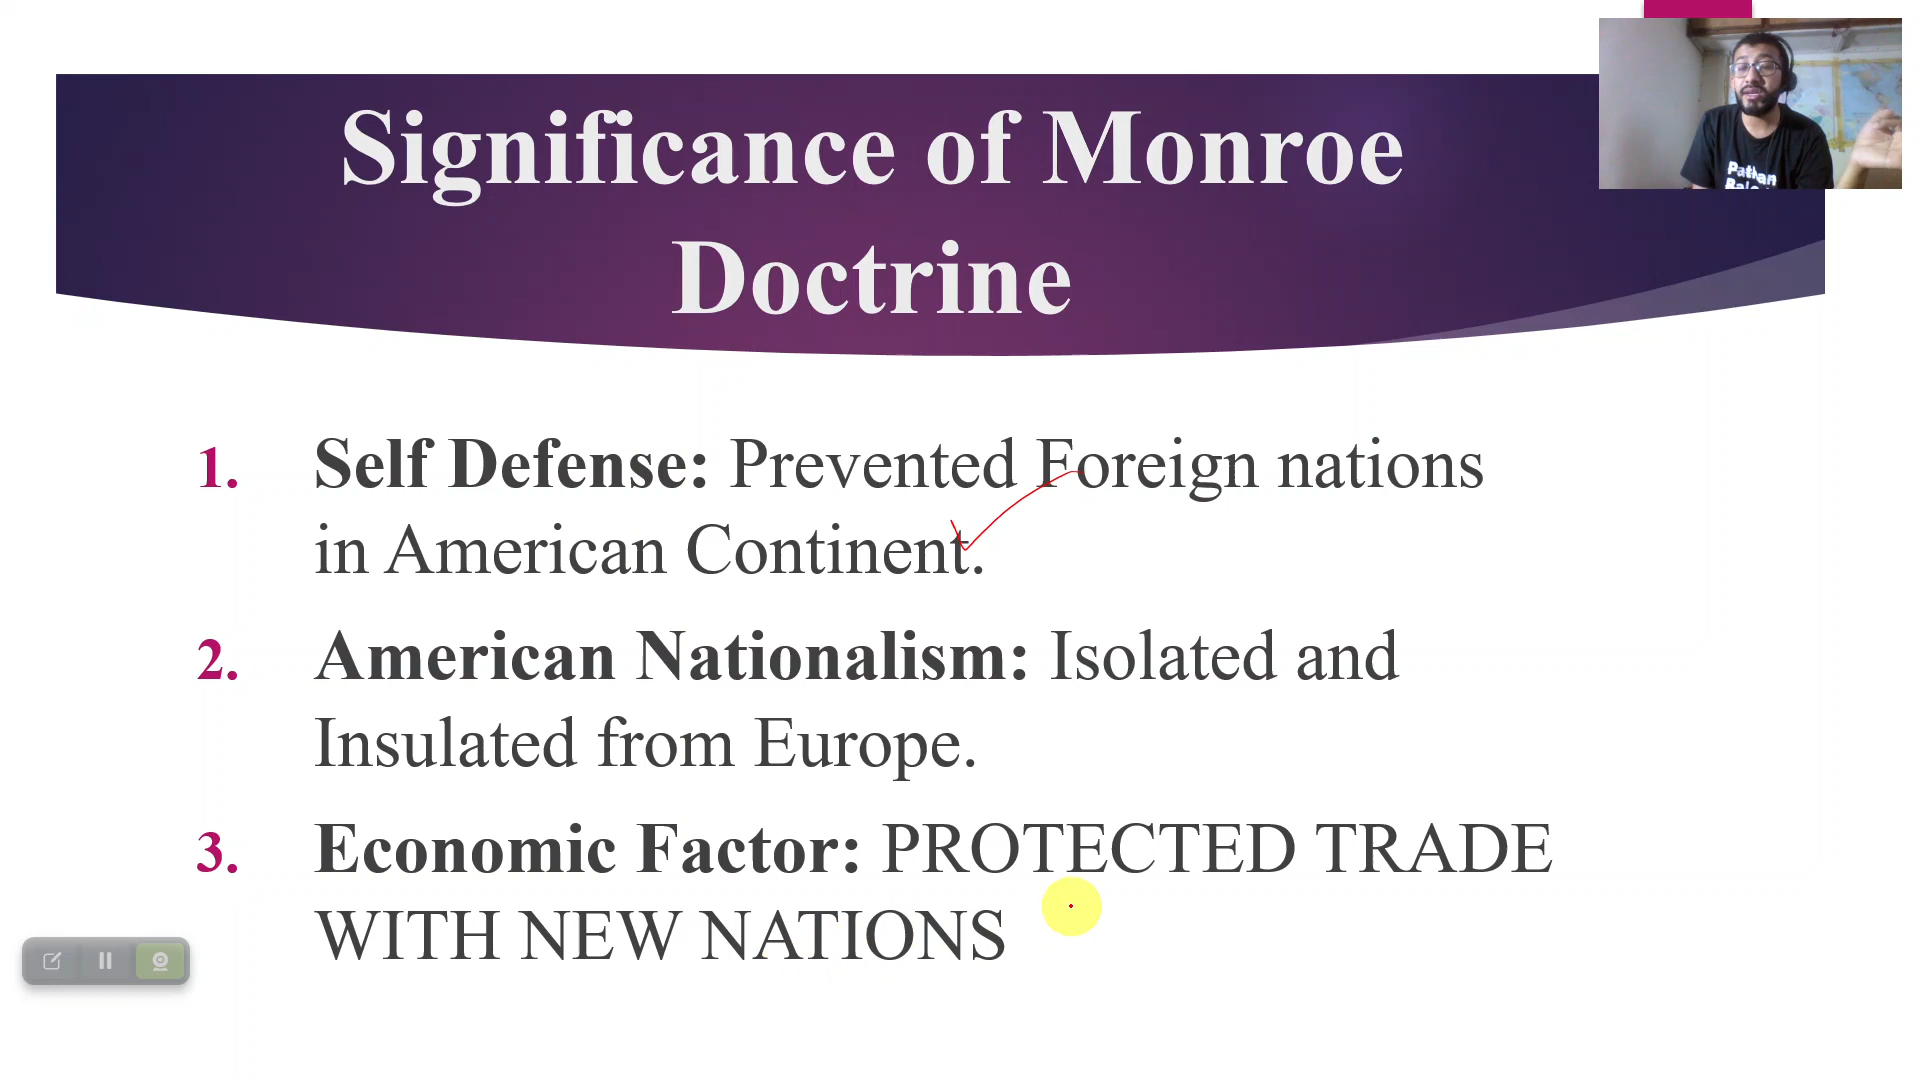 Significance of Monroe
Doctrine
1. Self Defense: Prevented Foreign nations
in American Continent.
2. American Nationalism: Isolated and
Insulated from Europe.
3. Economic Factor: PROTECTED TRADE
WITH NEW NATIONS
Pathan